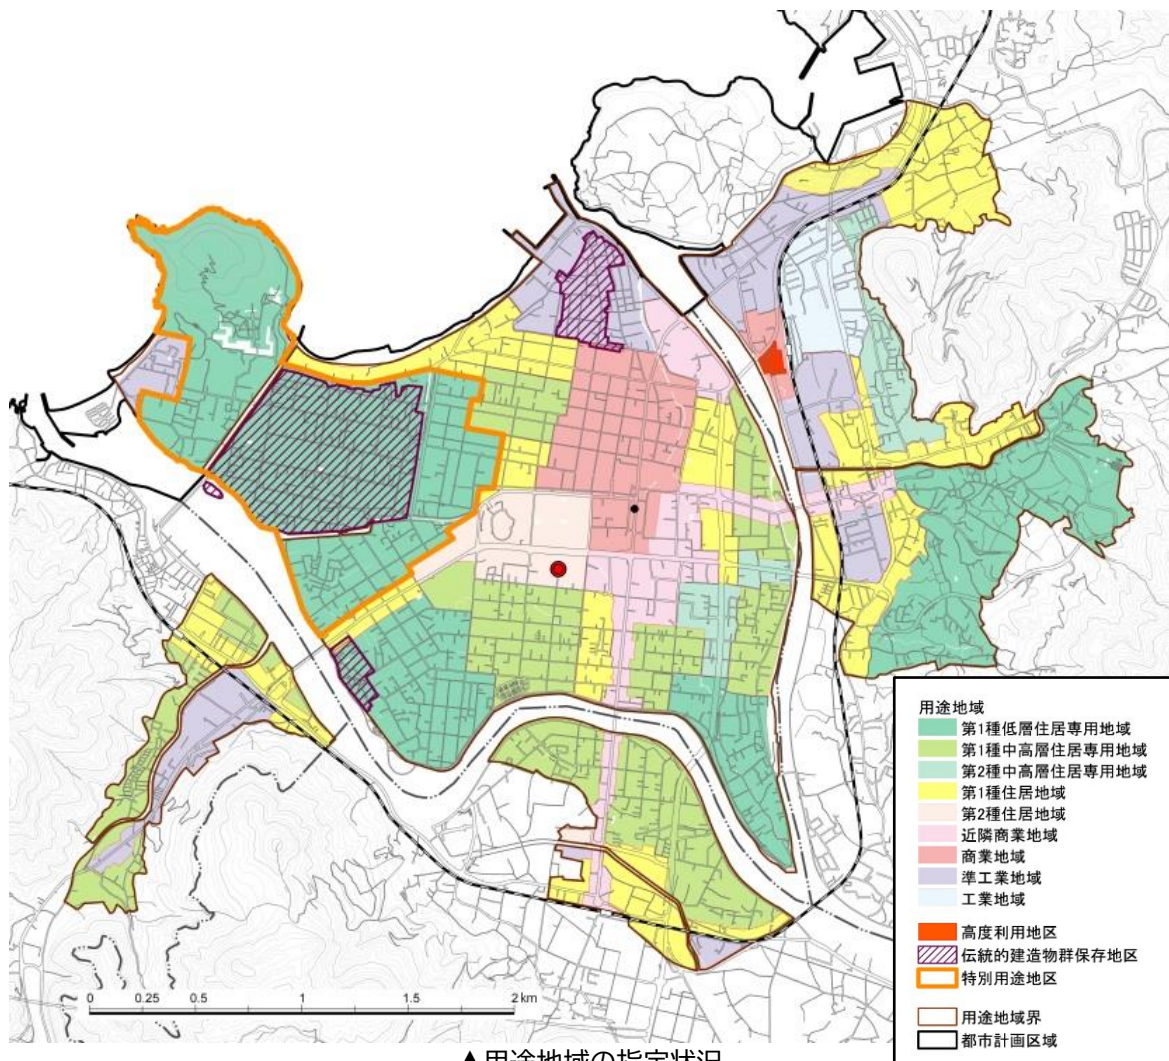 用途地域
第1種低層住居専用地域
第1種中高層住居専用地域
第2種中高層住居専用地域
第1種住居地域
第2種住居地域
近隣商業地域
商業地域
準工業地域
工業地域
高度利用地区
伝統的建造物群保存地区
特別用途地区
用途地域界
都市計画区域
0 0.25 0.5 1 1.5 2 km
▲用途地域の指定状況